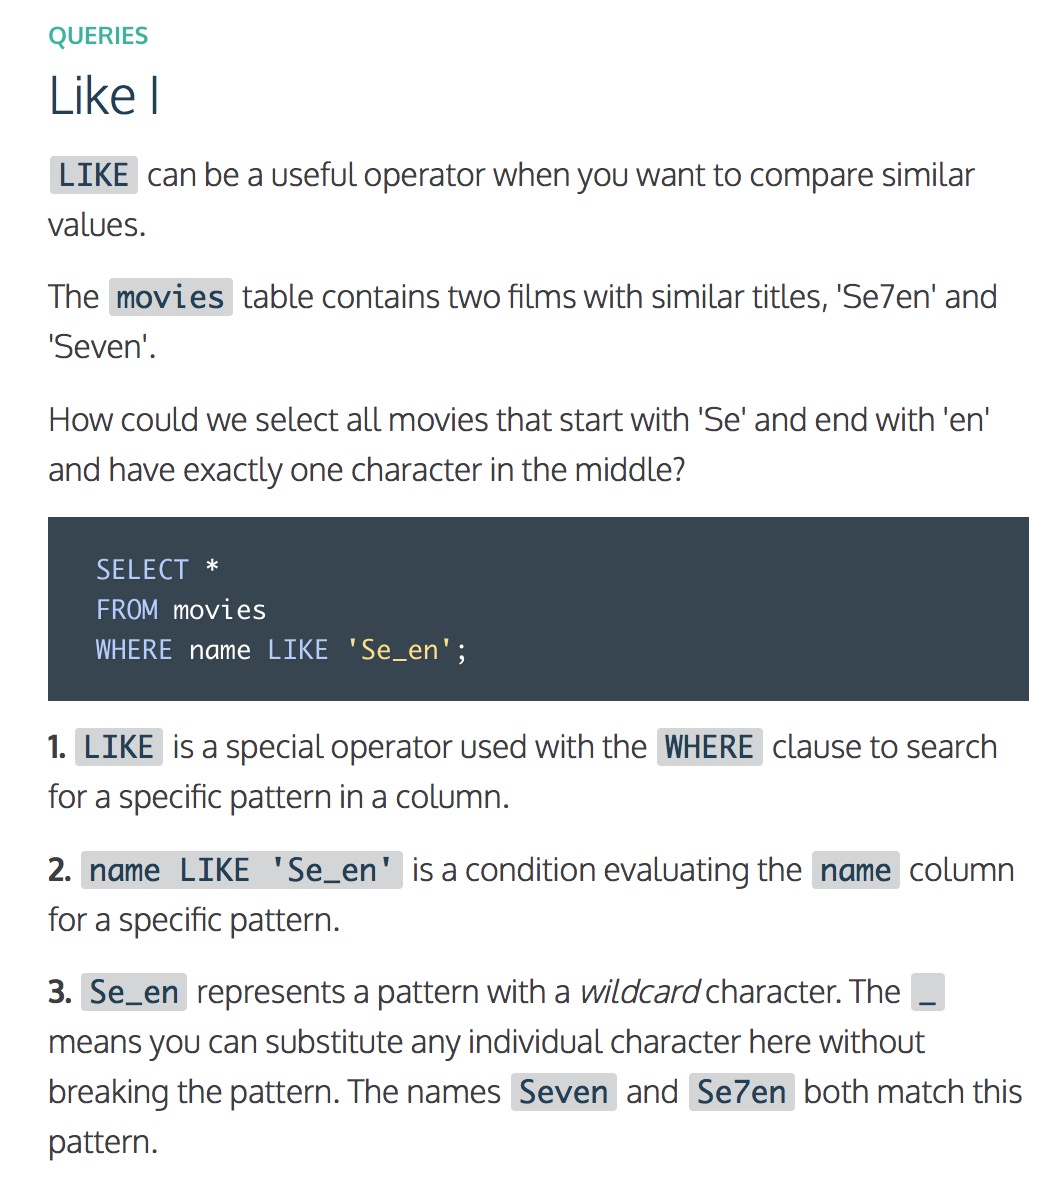 QUERIES
Like I
LIKE can be a useful operator when you want to compare similar
values.
The movies table contains two films with similar titles, 'Se7en' and
'Seven'.
How could we select all movies that start with 'Se' and end with 'en'
and have exactly one character in the middle?
SELECT *
FROM movies
WHERE name LIKE 'Se_en';
1. LIKE is a special operator used with the WHERE clause to search
for a specific pattern in a column.
2. name LIKE 'Se_en' is a condition evaluating the name column
for a specific pattern.
3. Se_en represents a pattern with a wildcard character. The _
means you can substitute any individual character here without
breaking the pattern. The names Seven and Se7en both match this
pattern.